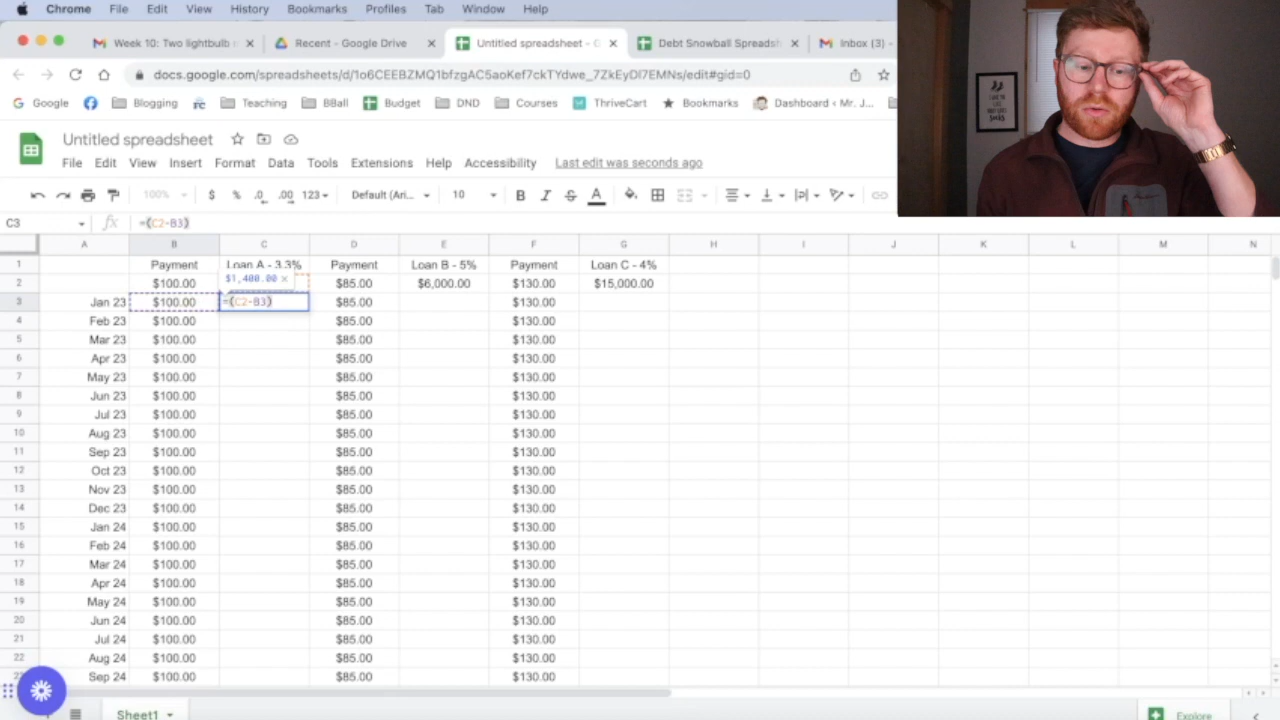 Chrome File Edit View History Bookmarks Profiles Tab Window Help
Week 10: Two lightbulb Recent - Google Drive Untitled spreadsheet - G Debt Snowball Spreadsh Inbox (3) -
docs.google.com/spreadsheets/d/1o6CEEBZMQ1bfzgAC5aoKef7ckTYdwe_7ZkEyDl7EMNs/edit#gid=0
Google Blogging Teaching BBall Budget DND Courses ThriveCart Bookmarks Dashboard ‹ Mr. J...
Untitled spreadsheet
File Edit View Insert Format Data Tools Extensions Help Accessibility Last edit was seconds ago
100% $ % .0 .00 123 Default (Ari... 10 B I S A
C3 fx =(C2-B3)
A B C D E F G H I J K L M N
1 Payment Loan A - 3.3% Payment Loan B - 5% Payment Loan C - 4%
2 $100.00 $1,400.00 × $85.00 $6,000.00 $130.00 $15,000.00
3 Jan 23 $100.00 =(C2-B3) $85.00 $130.00
4 Feb 23 $100.00 $85.00 $130.00
5 Mar 23 $100.00 $85.00 $130.00
6 Apr 23 $100.00 $85.00 $130.00
7 May 23 $100.00 $85.00 $130.00
8 Jun 23 $100.00 $85.00 $130.00
9 Jul 23 $100.00 $85.00 $130.00
10 Aug 23 $100.00 $85.00 $130.00
11 Sep 23 $100.00 $85.00 $130.00
12 Oct 23 $100.00 $85.00 $130.00
13 Nov 23 $100.00 $85.00 $130.00
14 Dec 23 $100.00 $85.00 $130.00
15 Jan 24 $100.00 $85.00 $130.00
16 Feb 24 $100.00 $85.00 $130.00
17 Mar 24 $100.00 $85.00 $130.00
18 Apr 24 $100.00 $85.00 $130.00
19 May 24 $100.00 $85.00 $130.00
20 Jun 24 $100.00 $85.00 $130.00
21 Jul 24 $100.00 $85.00 $130.00
22 Aug 24 $100.00 $85.00 $130.00
Sep 24 $100.00 $85.00 $130.00
Sheet1 Explore